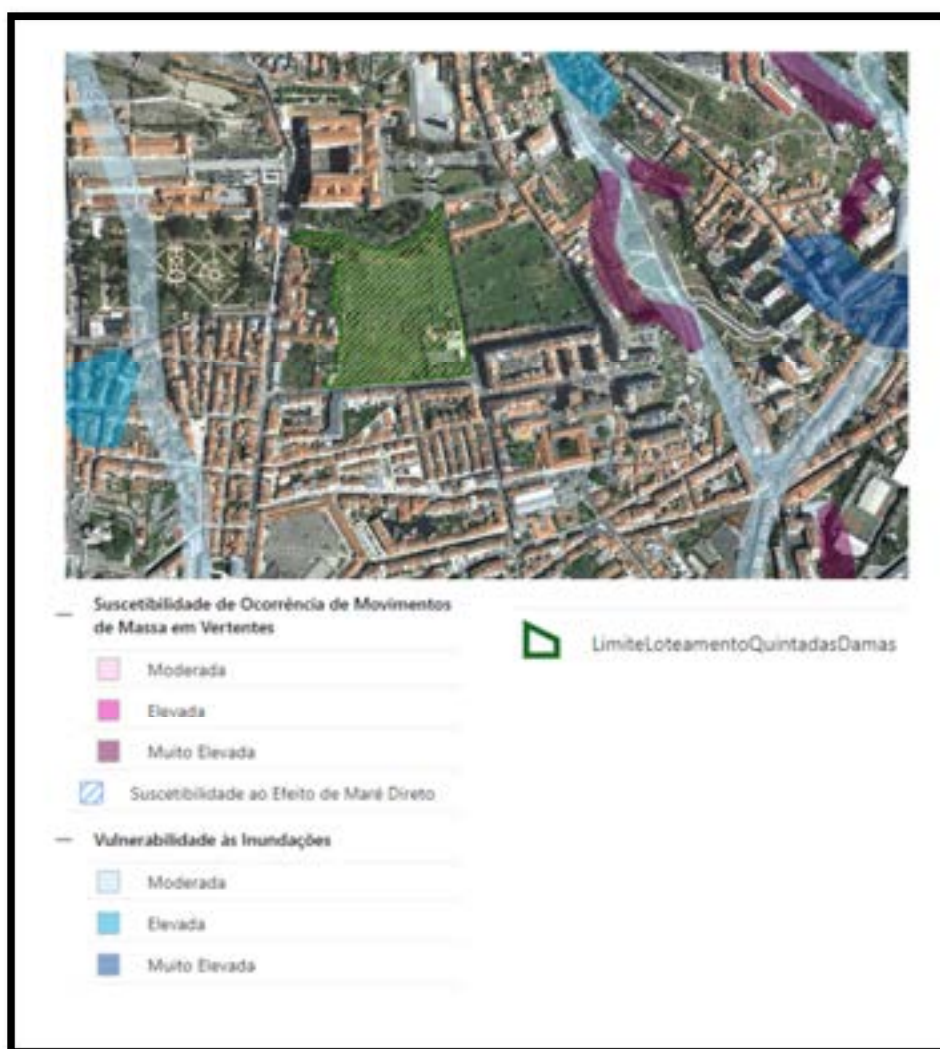 Suscetibilidade de Ocorrência de Movimentos
de Massa em Vertentes
Moderada
Elevada
Muito Elevada
Suscetibilidade ao Efeito de Maré Direto
Vulnerabilidade às Inundações
Moderada
Elevada
Muito Elevada
LimiteLoteamentoQuintadasDamas